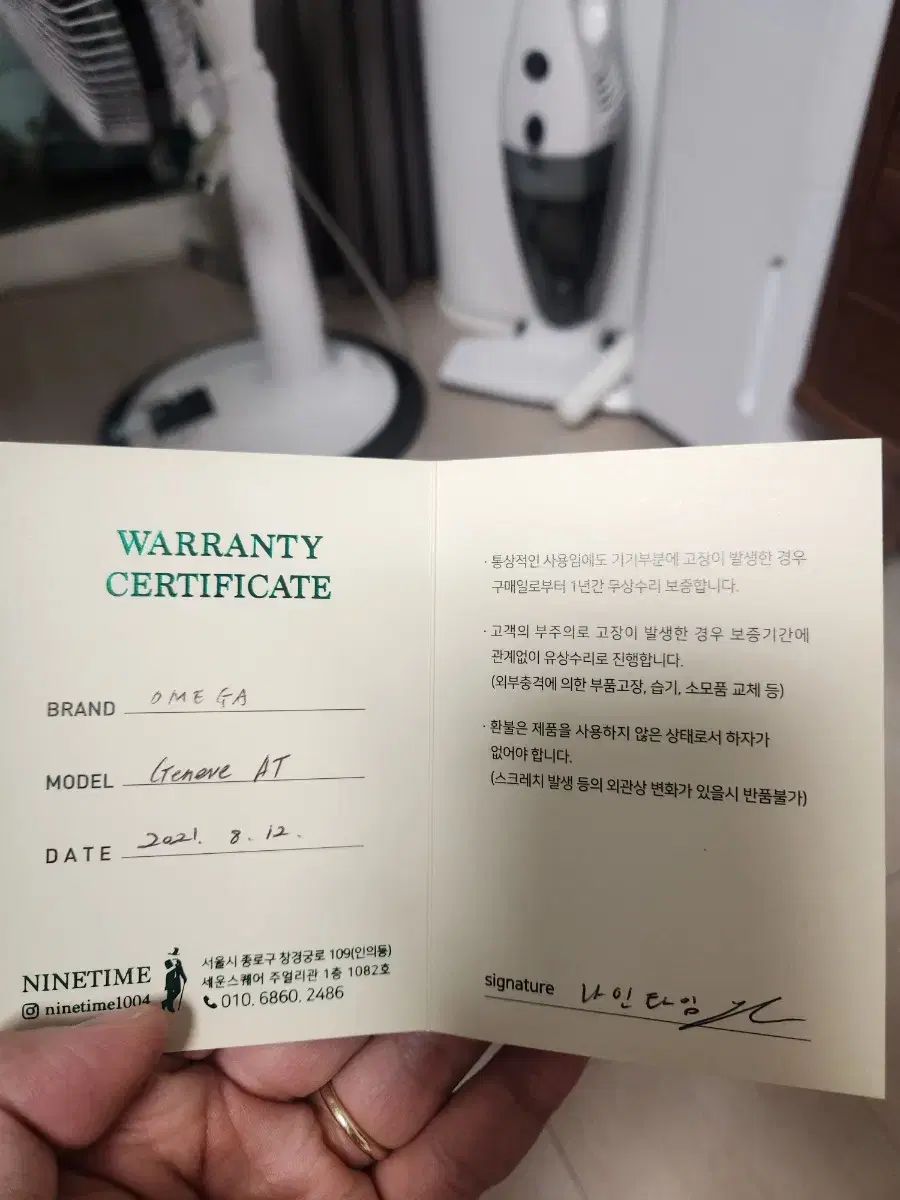 WARRANTY
CERTIFICATE
BRAND OMEGA
MODEL Geneve AT
DATE 2021. 8. 12.
NINETIME
ninetime1004
서울시 종로구 창경궁로 109(인의동)
세운스퀘어 주얼리관 1층 1082호
010. 6860. 2486
· 통상적인 사용임에도 기기부분에 고장이 발생한 경우
구매일로부터 1년간 무상수리 보증합니다.
· 고객의 부주의로 고장이 발생한 경우 보증기간에
관계없이 유상수리로 진행합니다.
(외부충격에 의한 부품고장, 습기, 소모품 교체 등)
· 환불은 제품을 사용하지 않은 상태로서 하자가
없어야 합니다.
(스크레치 발생 등의 외관상 변화가 있을시 반품불가)
signature 나인타임